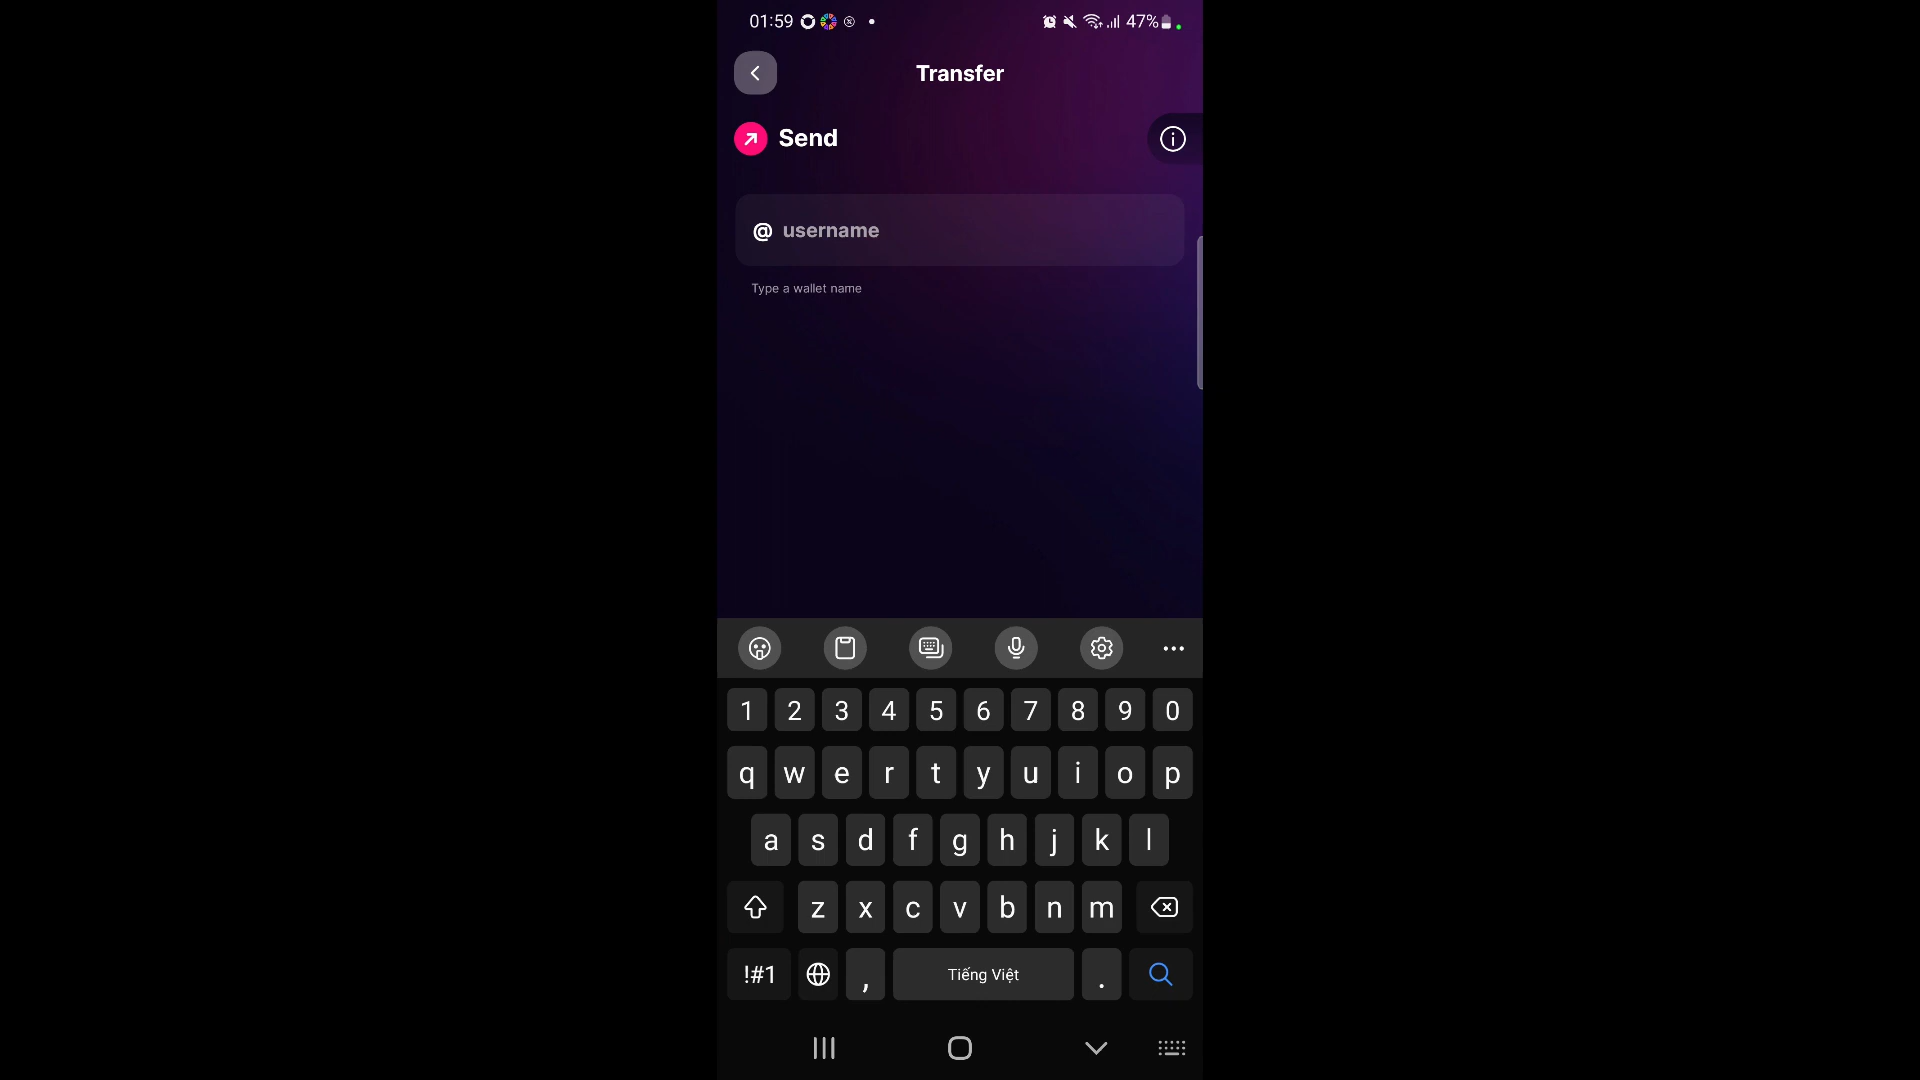 01:59 47%
Transfer
Send
@ username
Type a wallet name
1 2 3 4 5 6 7 8 9 0
q w e r t y u i o p
a s d f g h j k l
z x c v b n m
!#1 , Tiếng Việt .